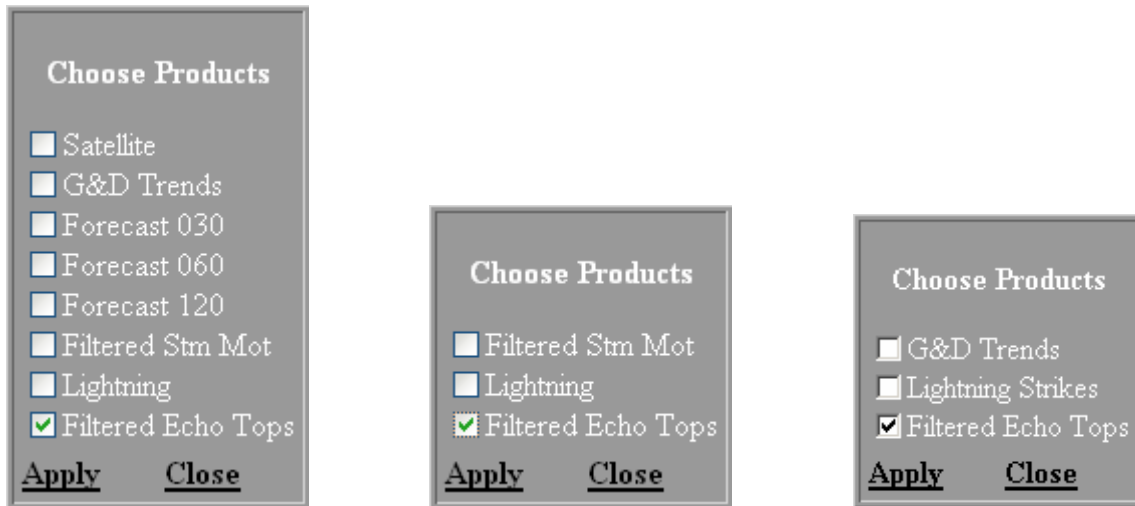 Choose Products
Satellite
G&D Trends
Forecast 030
Forecast 060
Forecast 120
Filtered Stm Mot
Lightning
Filtered Echo Tops
Apply Close
Choose Products
Filtered Stm Mot
Lightning
Filtered Echo Tops
Apply Close
Choose Products
G&D Trends
Lightning Strikes
Filtered Echo Tops
Apply Close